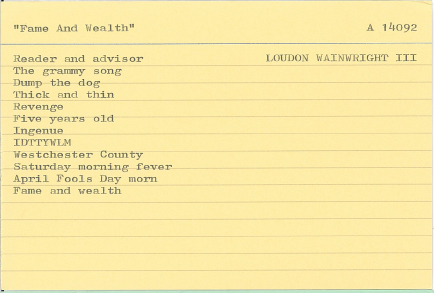 "Fame And Wealth" A 14092
Reader and advisor LOUDON WAINWRIGHT III
The grammy song
Dump the dog
Thick and thin
Revenge
Five years old
Ingenue
IDTTYWLM
Westchester County
Saturday morning fever
April Fools Day morn
Fame and wealth